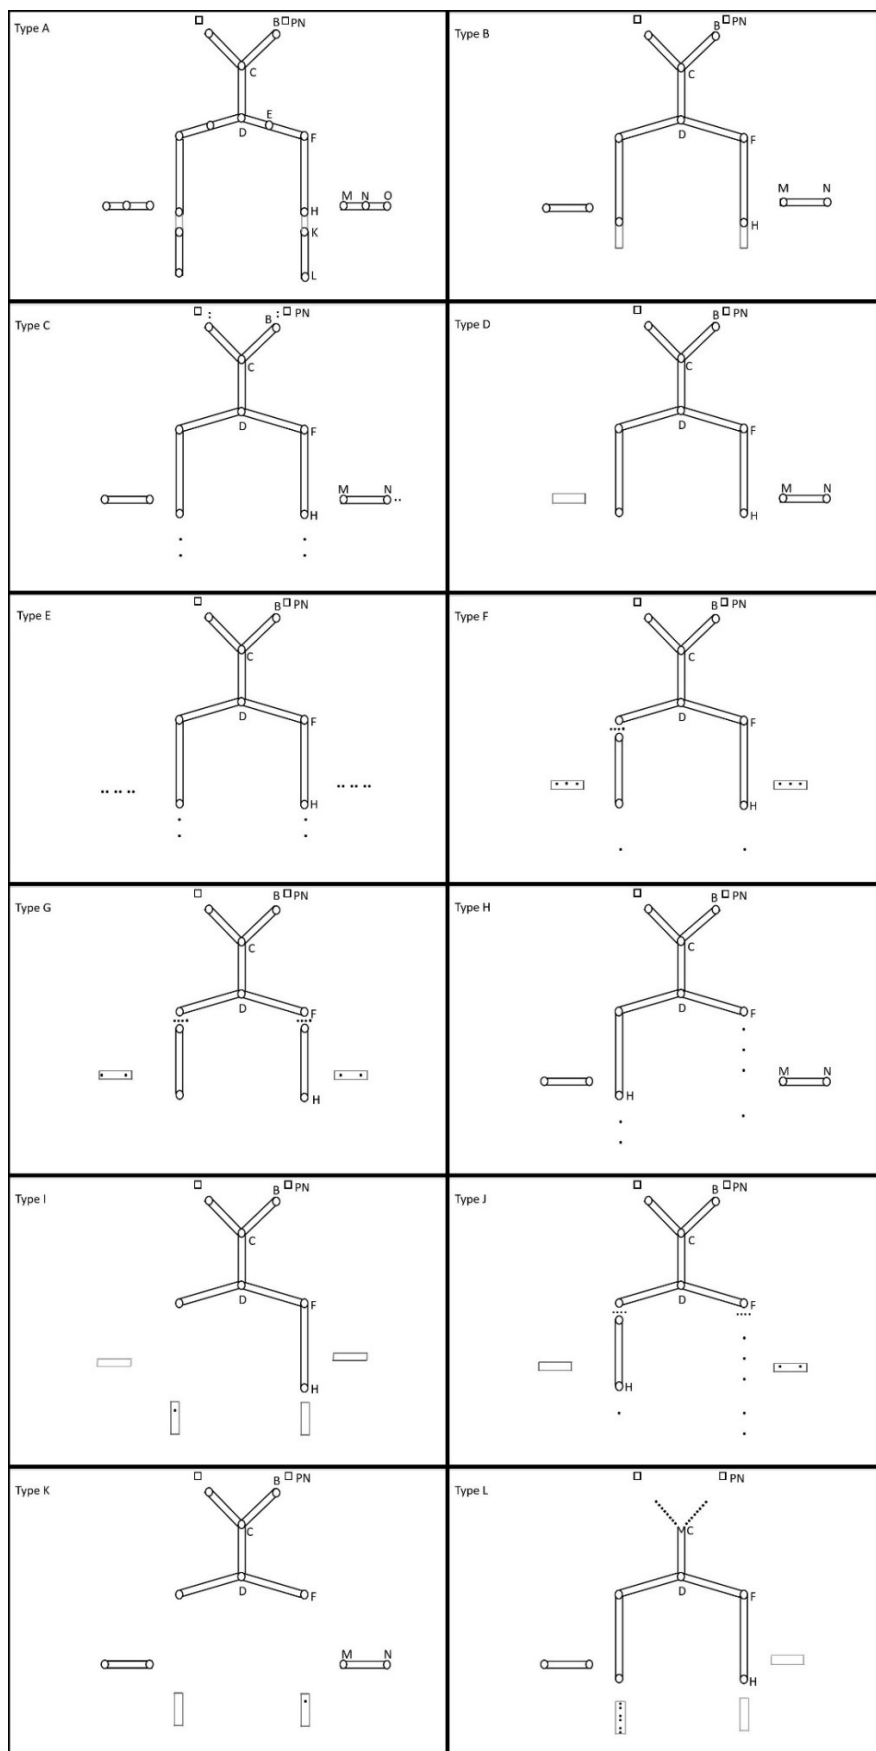 Type A
B PN
C
E
D F
M N O
H
K
L
Type B
B PN
C
D F
M N
H
Type C
B PN
C
D F
M N
H
Type D
B PN
C
D F
M N
H
Type E
B PN
C
D F
H
Type F
B PN
C
D F
H
Type G
B PN
C
D F
H
Type H
B PN
C
D F
M N
H
Type I
B PN
C
D F
H
Type J
B PN
C
D F
H
Type K
B PN
C
D F
M N
Type L
PN
C
D F
H